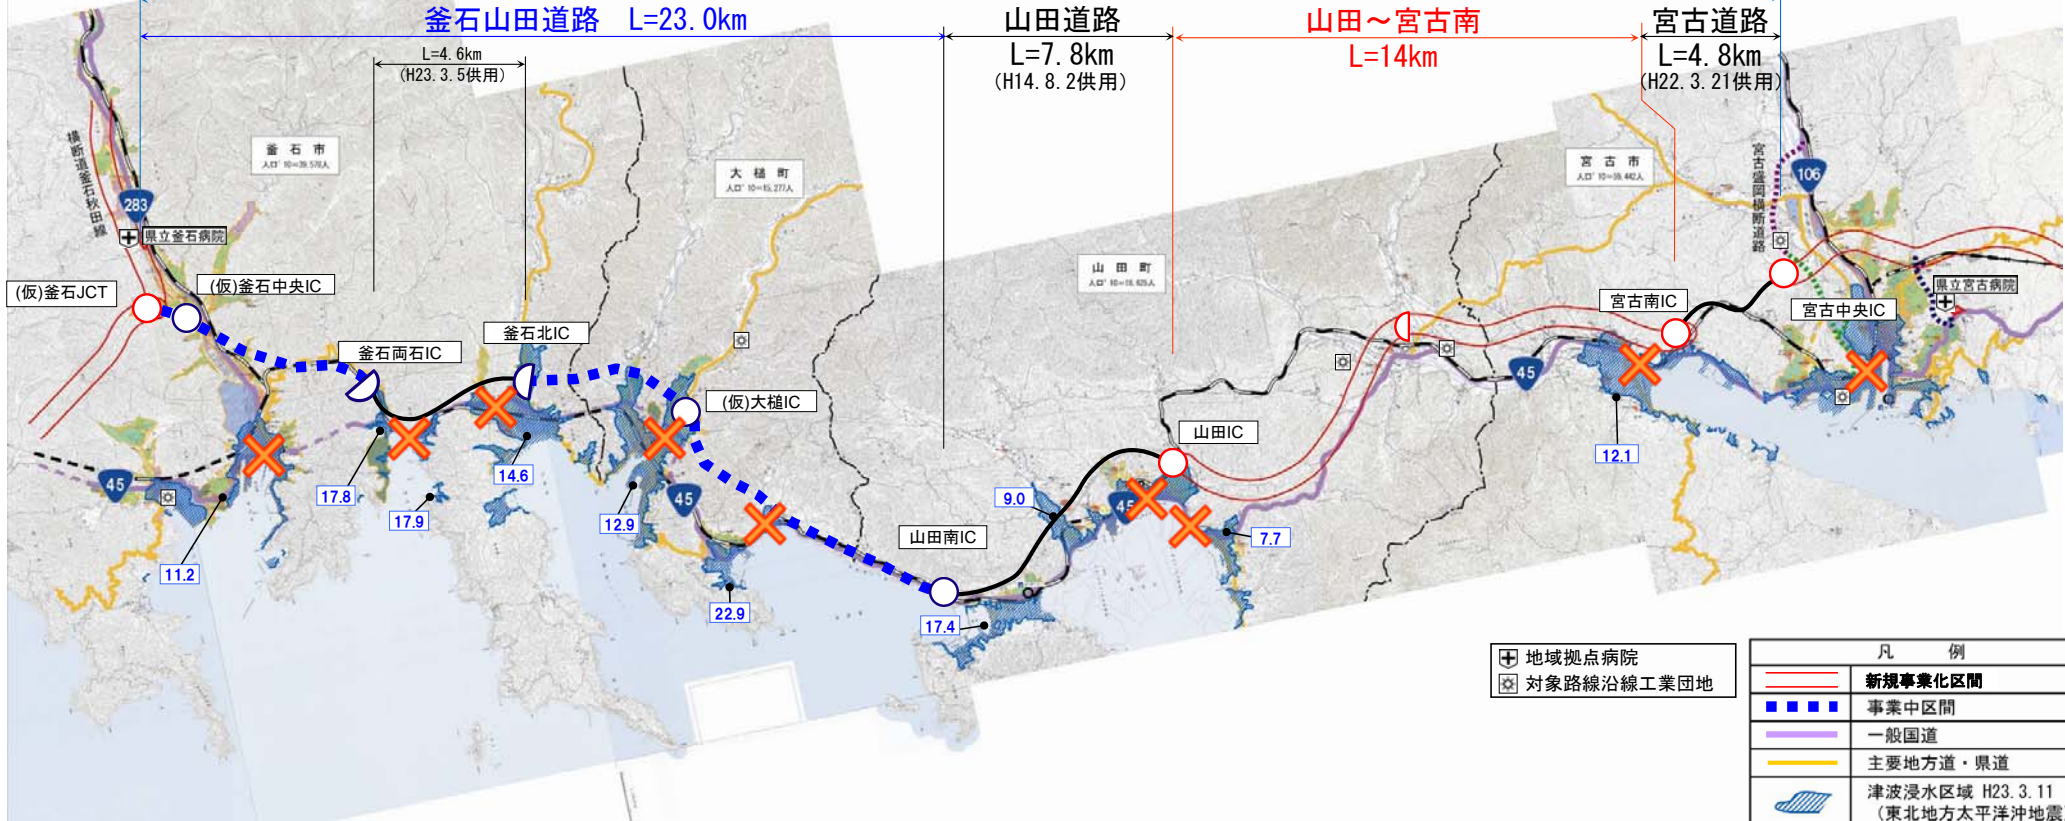 釜石山田道路　L=23.0km
山田道路
山田～宮古南
宮古道路
L=4.6km
(H23.3.5供用)
L=7.8km
(H14.8.2供用)
L=14km
L=4.8km
(H22.3.21供用)
横断道釜石秋田線
釜石市
大槌町
宮古市
宮古盛岡横断道路
283
106
県立釜石病院
山田町
(仮)釜石JCT
(仮)釜石中央IC
釜石両石IC
釜石北IC
(仮)大槌IC
山田IC
山田南IC
宮古南IC
宮古中央IC
県立宮古病院
45
45
45
45
11.2
17.8
17.9
14.6
12.9
22.9
17.4
9.0
7.7
12.1
地域拠点病院
対象路線沿線工業団地
凡　例
新規事業化区間
事業中区間
一般国道
主要地方道・県道
津波浸水区域 H23.3.11
(東北地方太平洋沖地震)